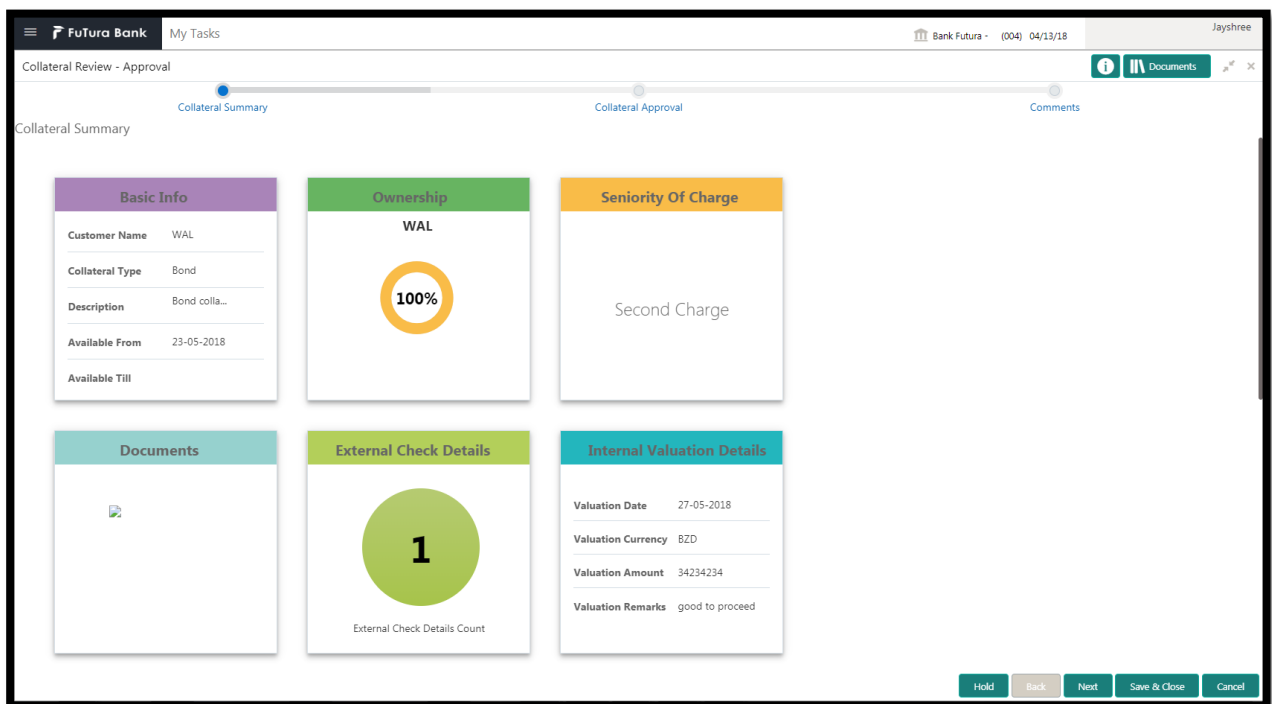 FuTura Bank
My Tasks
Bank Futura - (004) 04/13/18
Jayshree
Collateral Review - Approval
i
Documents
Collateral Summary
Collateral Approval
Comments
Collateral Summary
Basic Info
Customer Name WAL
Collateral Type Bond
Description Bond colla...
Available From 23-05-2018
Available Till
Ownership
WAL
100%
Seniority Of Charge
Second Charge
Documents
External Check Details
1
External Check Details Count
Internal Valuation Details
Valuation Date 27-05-2018
Valuation Currency BZD
Valuation Amount 34234234
Valuation Remarks good to proceed
Hold
Back
Next
Save & Close
Cancel